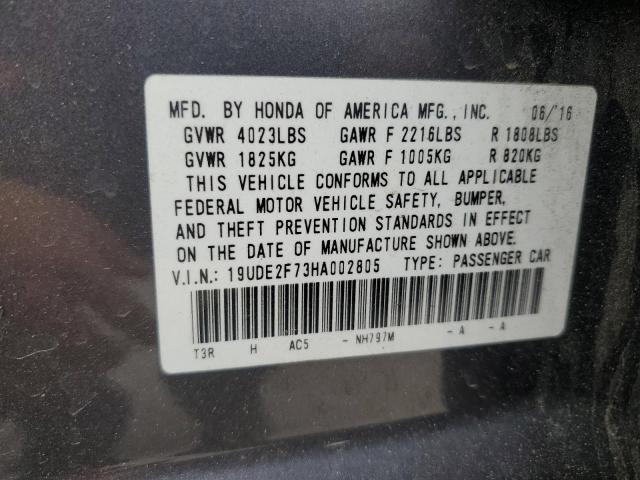 MFD. BY HONDA OF AMERICA MFG., INC. 06/'16
GVWR 4023LBS GAWR F 2216LBS R 1808LBS
GVWR 1825KG GAWR F 1005KG R 820KG
THIS VEHICLE CONFORMS TO ALL APPLICABLE
FEDERAL MOTOR VEHICLE SAFETY, BUMPER,
AND THEFT PREVENTION STANDARDS IN EFFECT
ON THE DATE OF MANUFACTURE SHOWN ABOVE.
V.I.N.: 19UDE2F73HA002805 TYPE: PASSENGER CAR
T3R H AC5 - NH797M - A - A